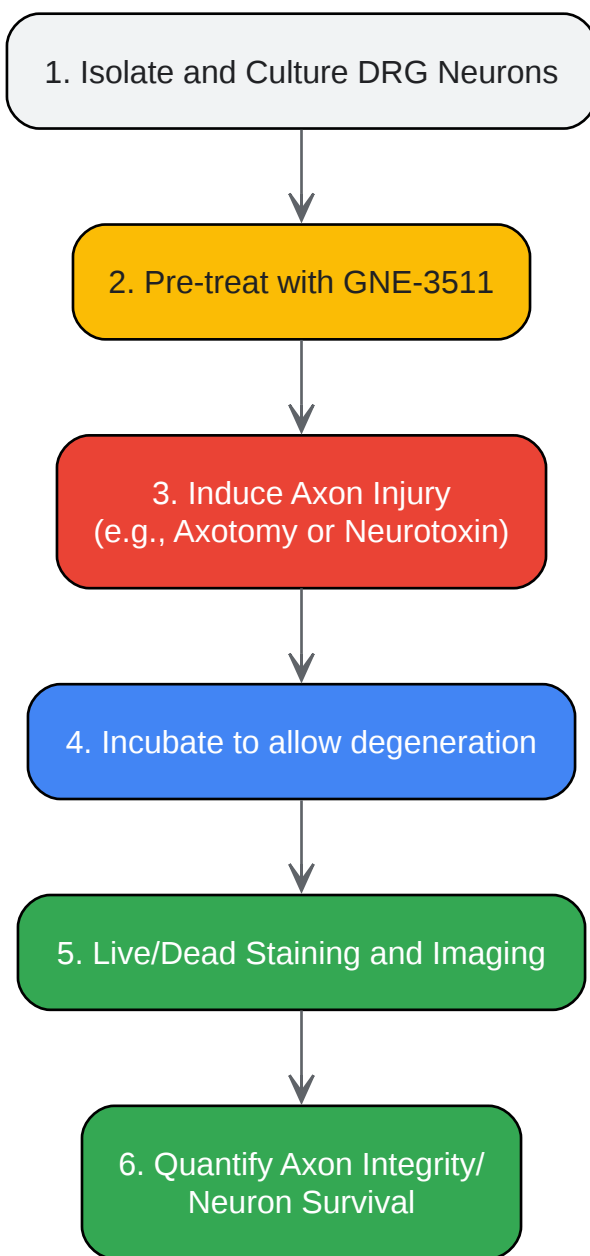 1. Isolate and Culture DRG Neurons
2. Pre-treat with GNE-3511
3. Induce Axon Injury
(e.g., Axotomy or Neurotoxin)
4. Incubate to allow degeneration
5. Live/Dead Staining and Imaging
6. Quantify Axon Integrity/
Neuron Survival